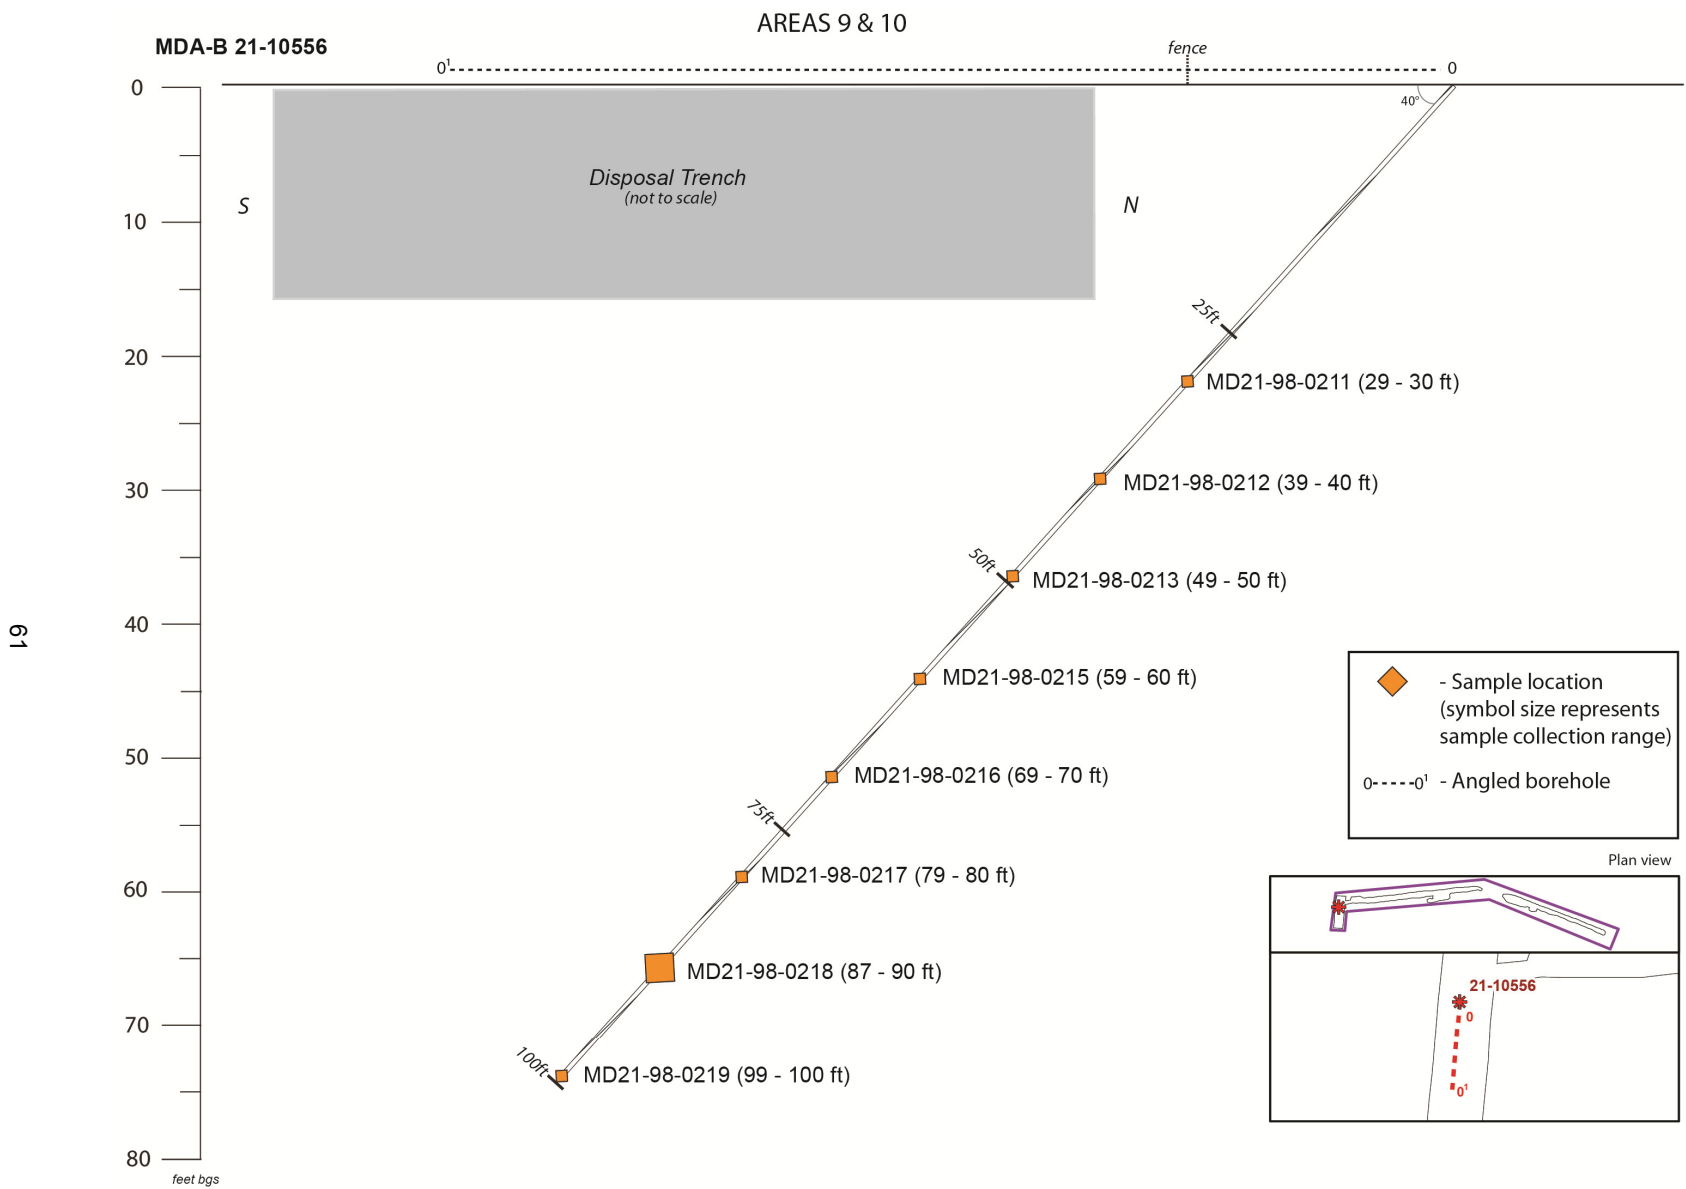 AREAS 9 & 10
MDA-B 21-10556
fence
0¹
0
40°
0
10
20
30
40
50
60
70
80
feet bgs
Disposal Trench
(not to scale)
S
N
25ft
MD21-98-0211 (29 - 30 ft)
MD21-98-0212 (39 - 40 ft)
50ft
MD21-98-0213 (49 - 50 ft)
MD21-98-0215 (59 - 60 ft)
MD21-98-0216 (69 - 70 ft)
75ft
MD21-98-0217 (79 - 80 ft)
MD21-98-0218 (87 - 90 ft)
100ft
MD21-98-0219 (99 - 100 ft)
- Sample location
(symbol size represents
sample collection range)
0 0¹ - Angled borehole
Plan view
21-10556
0
0¹
61